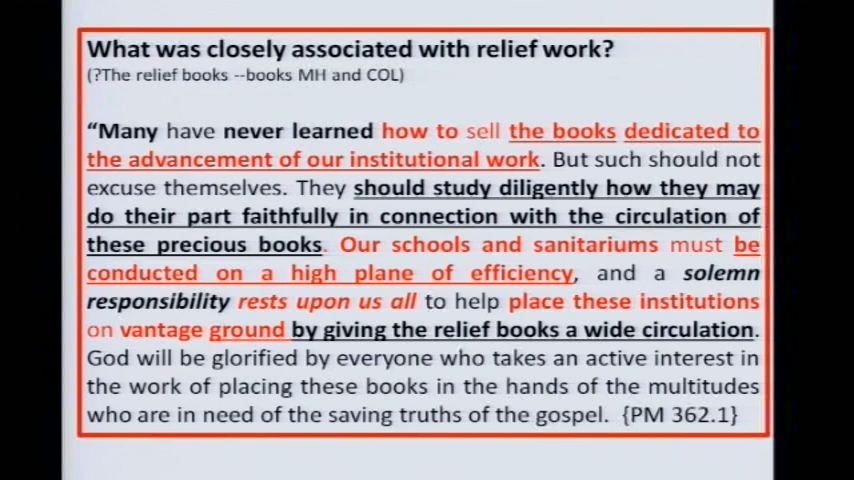 What was closely associated with relief work?
(?The relief books --books MH and COL)
“Many have never learned how to sell the books dedicated to
the advancement of our institutional work. But such should not
excuse themselves. They should study diligently how they may
do their part faithfully in connection with the circulation of
these precious books. Our schools and sanitariums must be
conducted on a high plane of efficiency, and a solemn
responsibility rests upon us all to help place these institutions
on vantage ground by giving the relief books a wide circulation.
God will be glorified by everyone who takes an active interest in
the work of placing these books in the hands of the multitudes
who are in need of the saving truths of the gospel. {PM 362.1}